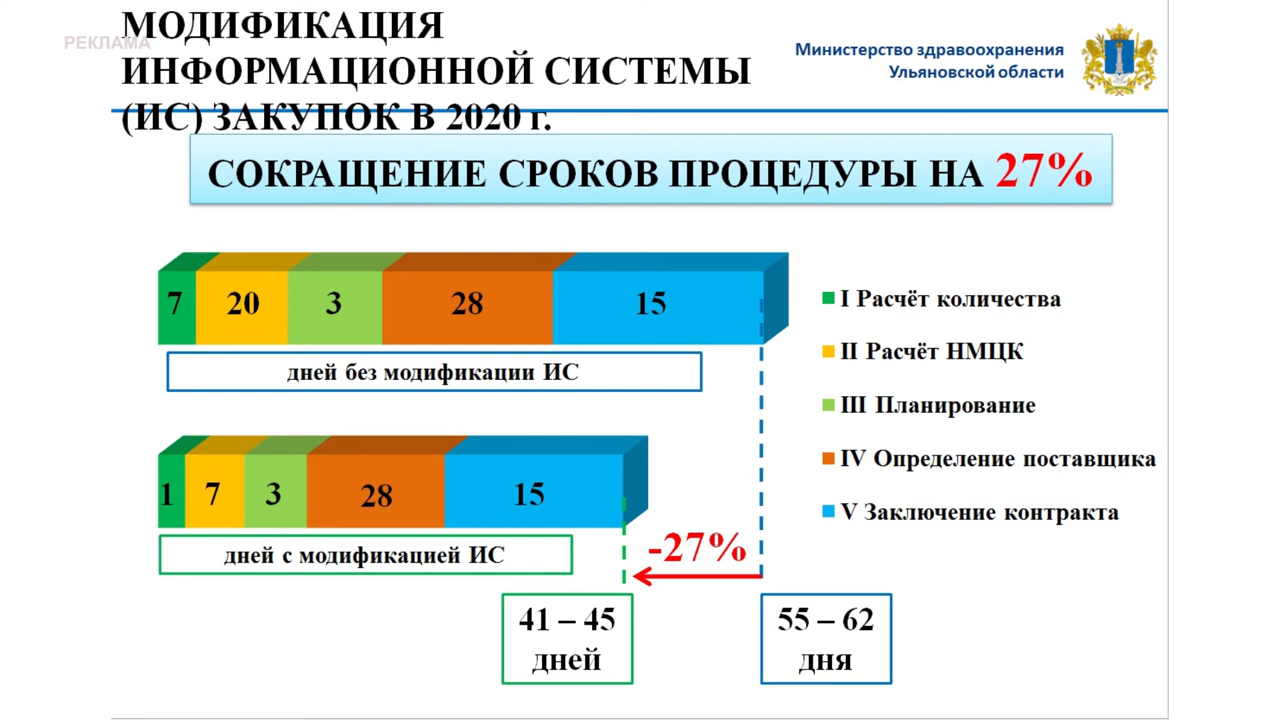 РЕКЛАМА
МОДИФИКАЦИЯ
ИНФОРМАЦИОННОЙ СИСТЕМЫ
(ИС) ЗАКУПОК В 2020 г.
Министерство здравоохранения
Ульяновской области
СОКРАЩЕНИЕ СРОКОВ ПРОЦЕДУРЫ НА 27%
7 20 3 28 15
дней без модификации ИС
1 7 3 28 15
дней с модификацией ИС
I Расчёт количества
II Расчёт НМЦК
III Планирование
IV Определение поставщика
V Заключение контракта
-27%
41 – 45
дней
55 – 62
дня